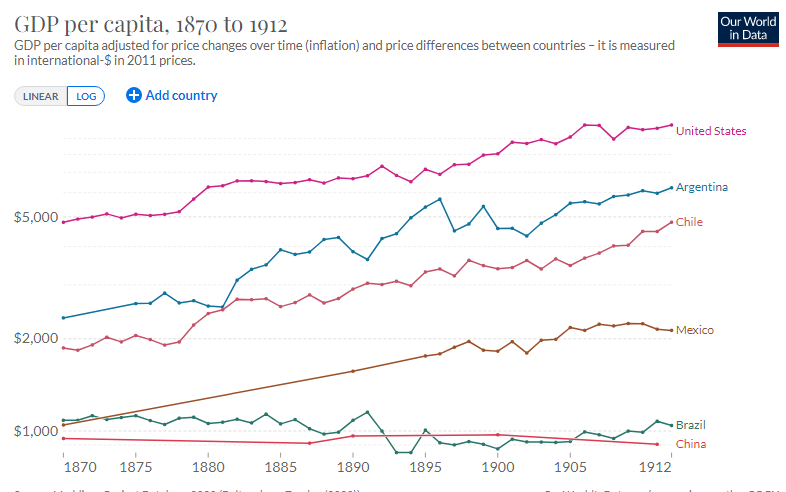 GDP per capita, 1870 to 1912
Our World
in Data
GDP per capita adjusted for price changes over time (inflation) and price differences between countries – it is measured
in international-$ in 2011 prices.
LINEAR LOG Add country
United States
Argentina
$5,000
Chile
$2,000
Mexico
$1,000
Brazil
China
1870 1875 1880 1885 1890 1895 1900 1905 1912